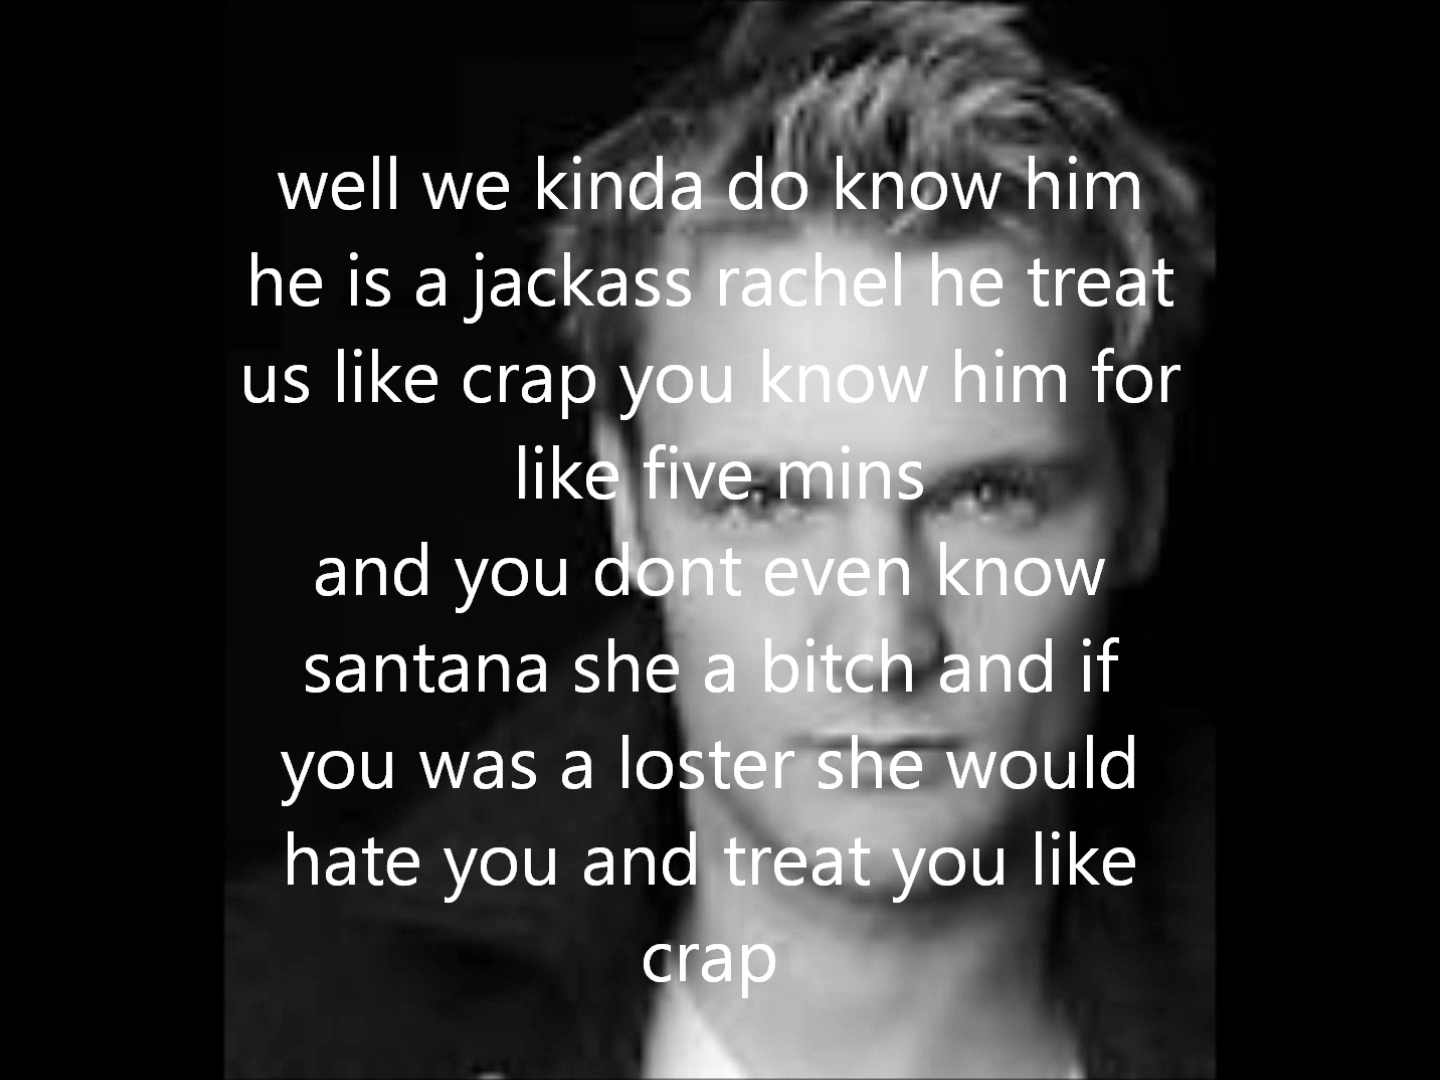 well we kinda do know him
he is a jackass rachel he treat
us like crap you know him for
like five mins
and you dont even know
santana she a bitch and if
you was a loster she would
hate you and treat you like
crap